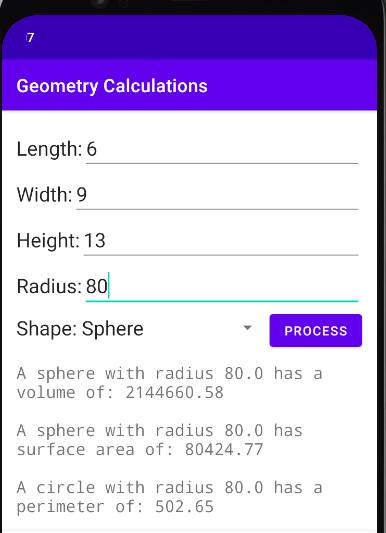 7
Geometry Calculations
Length: 6
Width: 9
Height: 13
Radius: 80
Shape: Sphere
PROCESS
A sphere with radius 80.0 has a
volume of: 2144660.58
A sphere with radius 80.0 has
surface area of: 80424.77
A circle with radius 80.0 has a
perimeter of: 502.65